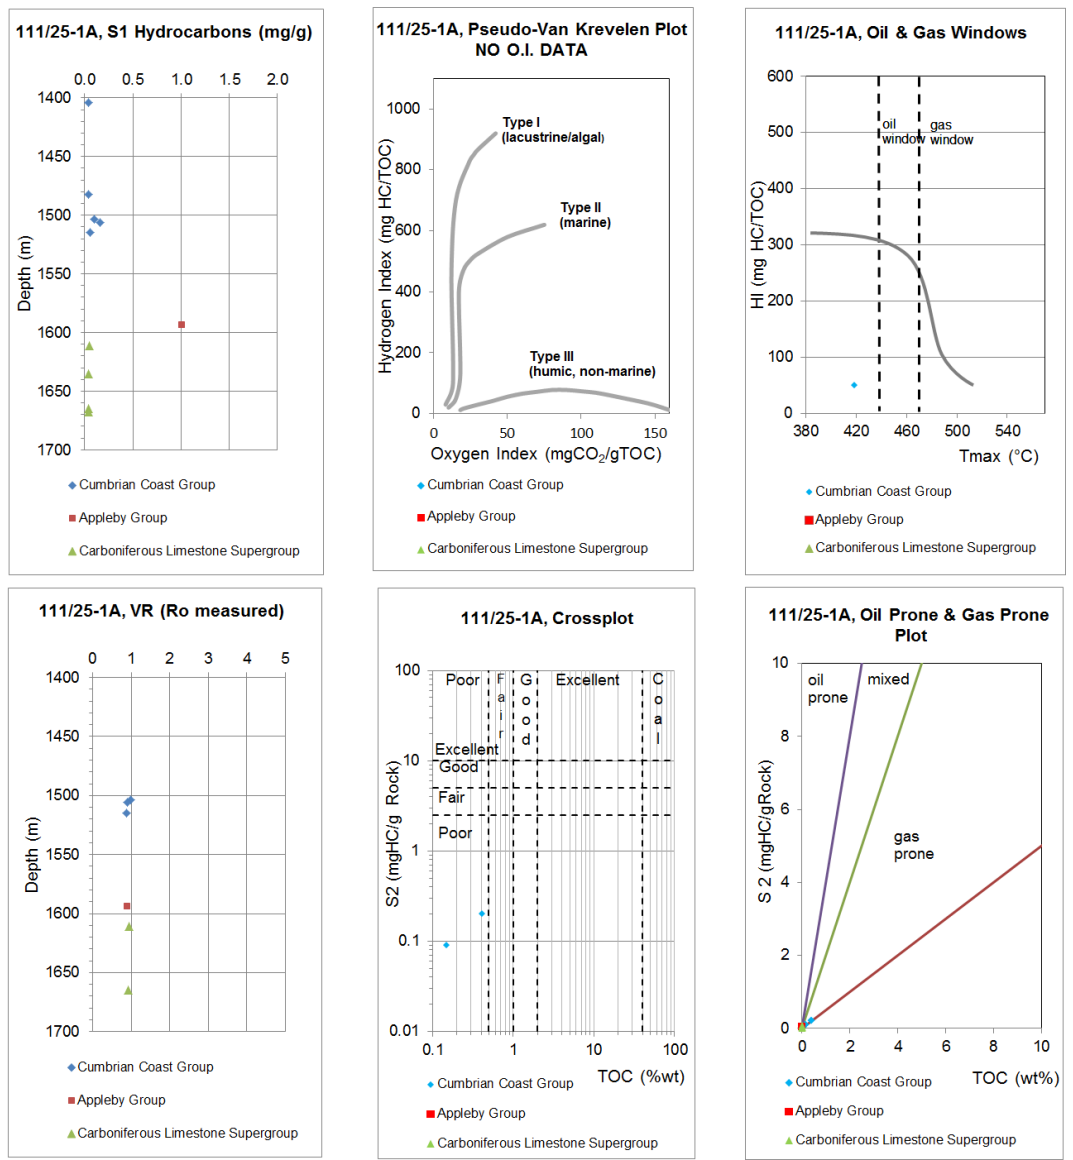 111/25-1A, S1 Hydrocarbons (mg/g)
0.0 1.0 2.0
1400
1450
1500
1550
1600
1650
1700
Depth (m)
Cumbrian Coast Group
Appleby Group
Carboniferous Limestone Supergroup
111/25-1A, Pseudo-Van Krevelen Plot
NO O.I. DATA
1000
800
600
400
200
0
Hydrogen Index (mg HC/TOC)
Type I
(lacustrine/algal)
Type II
(marine)
Type III
(humic, non-marine)
0 50 100 150
Oxygen Index (mgCO₂/gTOC)
Cumbrian Coast Group
Appleby Group
Carboniferous Limestone Supergroup
111/25-1A, Oil & Gas Windows
600
500
400
300
200
100
0
HI (mg HC/TOC)
oil
window
gas
window
380 420 460 500 540
Tmax (°C)
Cumbrian Coast Group
Appleby Group
Carboniferous Limestone Supergroup
111/25-1A, VR (Ro measured)
0 1 2 3 4 5
1400
1450
1500
1550
1600
1650
1700
Depth (m)
Cumbrian Coast Group
Appleby Group
Carboniferous Limestone Supergroup
111/25-1A, Crossplot
100
10
1
0.1
0.01
S2 (mgHC/g Rock)
Poor Fair Good Excellent Coal
Excellent
Good
Fair
Poor
0.1 1 10 100
TOC (%wt)
Cumbrian Coast Group
Appleby Group
Carboniferous Limestone Supergroup
111/25-1A, Oil Prone & Gas Prone
Plot
10
8
6
4
2
0
S 2 (mgHC/gRock)
oil
prone
mixed
gas
prone
0 2 4 6 8 10
TOC (wt%)
Cumbrian Coast Group
Appleby Group
Carboniferous Limestone Supergroup